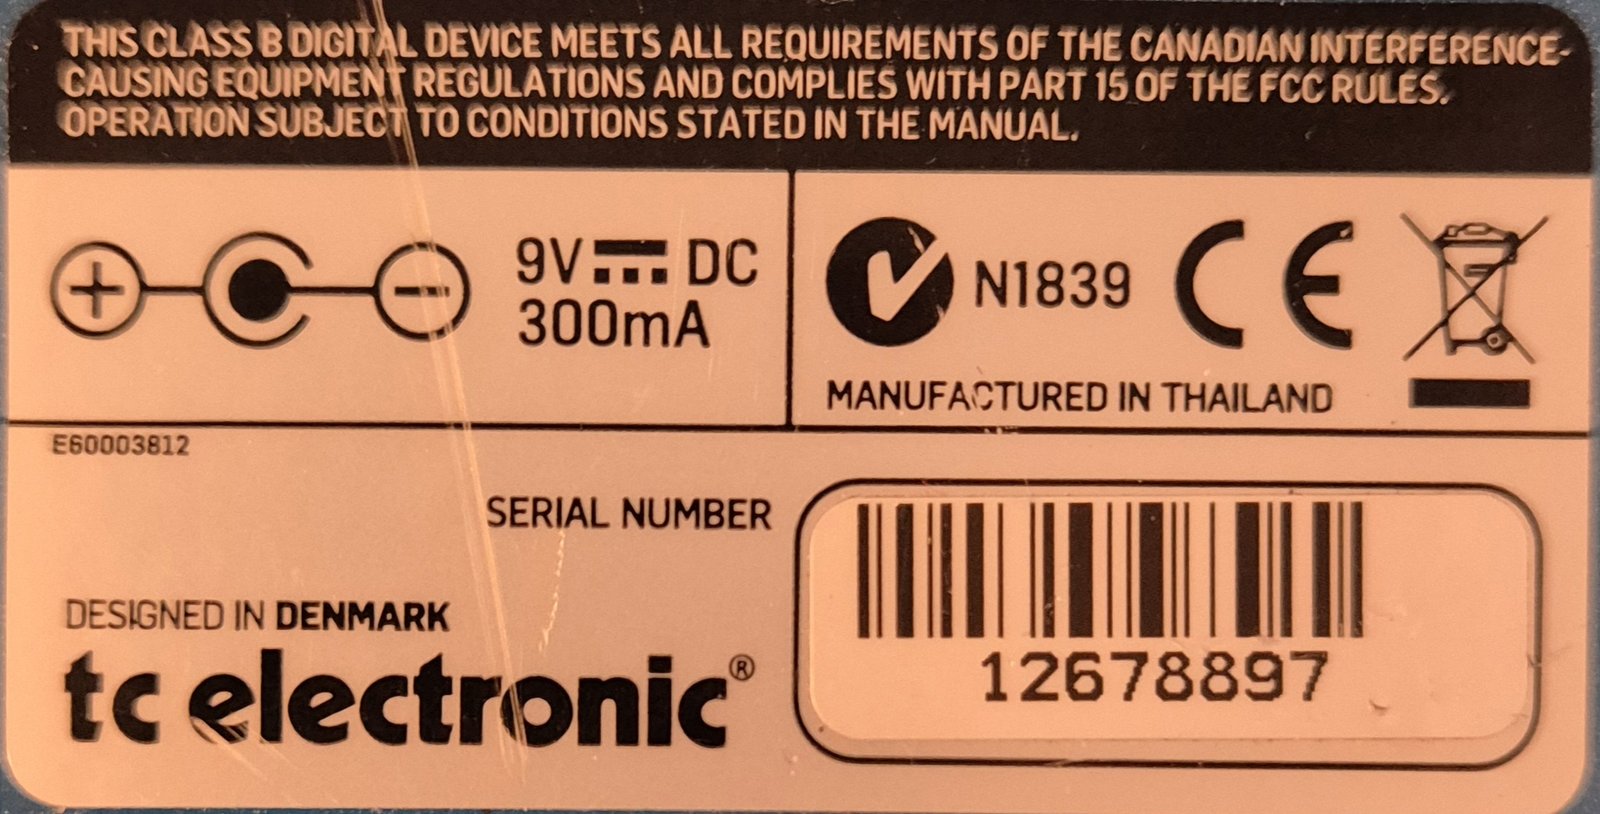 THIS CLASS B DIGITAL DEVICE MEETS ALL REQUIREMENTS OF THE CANADIAN INTERFERENCE-
CAUSING EQUIPMENT REGULATIONS AND COMPLIES WITH PART 15 OF THE FCC RULES.
OPERATION SUBJECT TO CONDITIONS STATED IN THE MANUAL.
9V DC
300mA
N1839 CE
MANUFACTURED IN THAILAND
E60003812
SERIAL NUMBER
12678897
DESIGNED IN DENMARK
tc electronic®